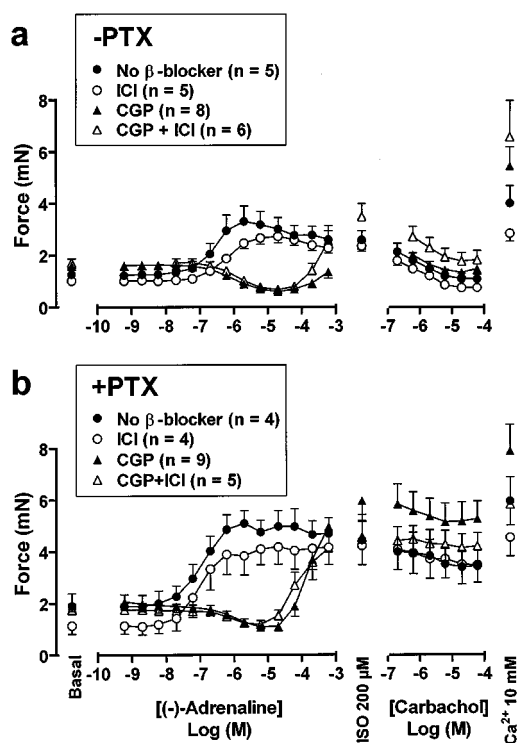 a
-PTX
No β-blocker (n = 5)
ICI (n = 5)
CGP (n = 8)
CGP + ICI (n = 6)
Force (mN)
8
6
4
2
0
-10 -9 -8 -7 -6 -5 -4 -3
-7 -6 -5 -4
b
+PTX
No β-blocker (n = 4)
ICI (n = 4)
CGP (n = 9)
CGP+ICI (n = 5)
Force (mN)
8
6
4
2
0
Basal
-10 -9 -8 -7 -6 -5 -4 -3
[(-)-Adrenaline]
Log (M)
ISO 200 µM
-7 -6 -5 -4
[Carbachol]
Log (M)
Ca2+ 10 mM